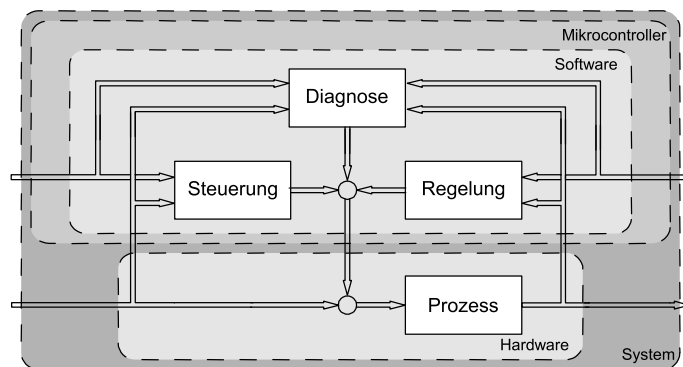 Mikrocontroller
Software
Diagnose
Steuerung
Regelung
Prozess
Hardware
System